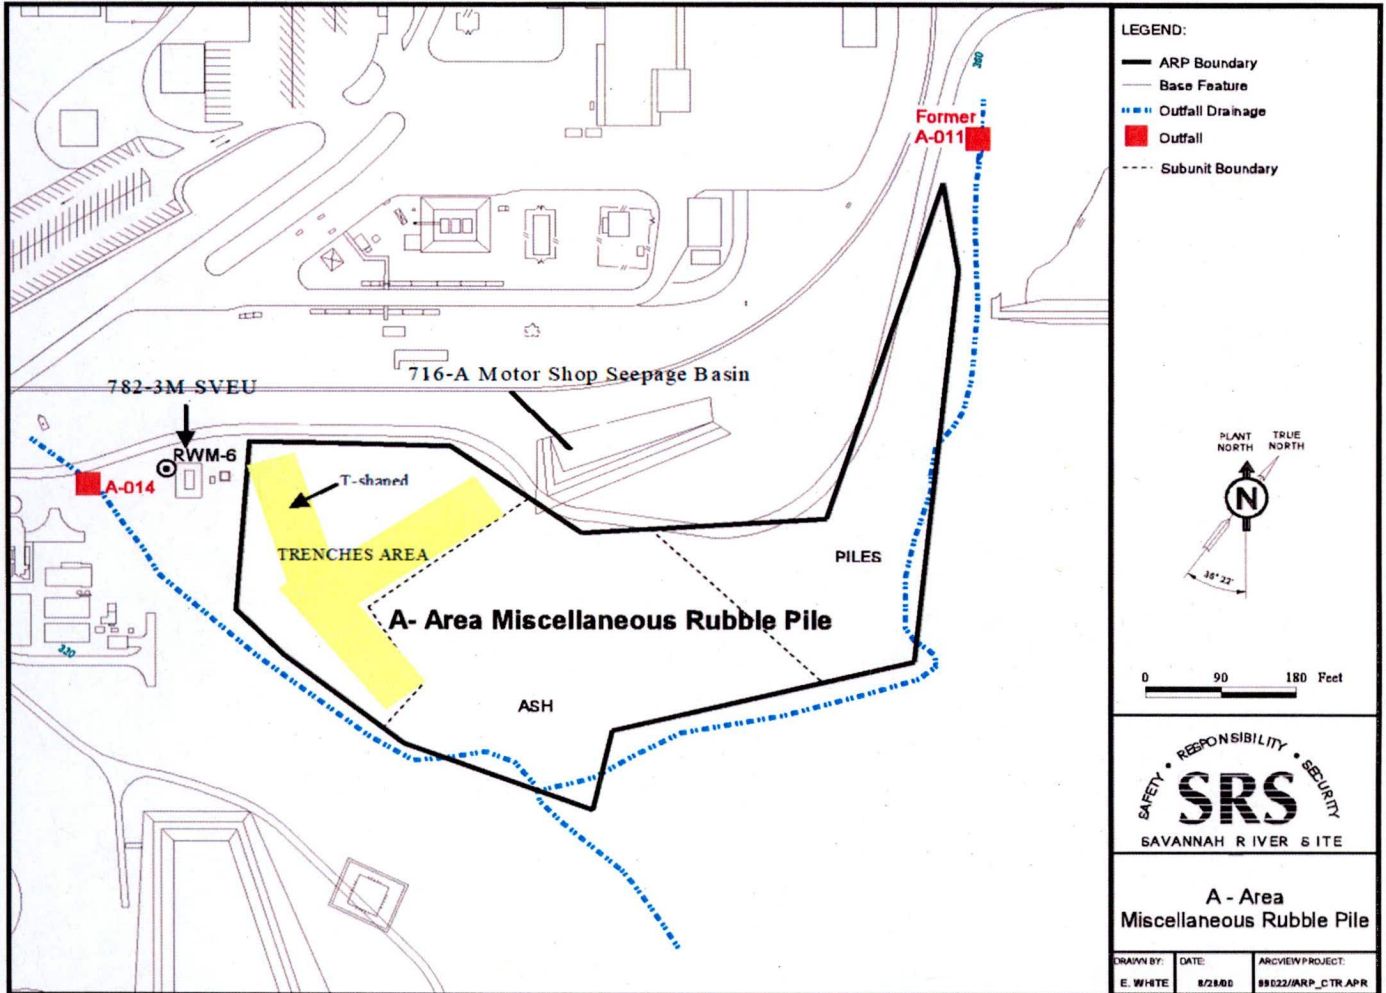 380
Former
A-011
716-A Motor Shop Seepage Basin
782-3M SVEU
RWM-6
A-014
T-shaped
TRENCHES AREA
PILES
A- Area Miscellaneous Rubble Pile
330
ASH
LEGEND:
ARP Boundary
Base Feature
Outfall Drainage
Outfall
Subunit Boundary
PLANT NORTH
TRUE NORTH
N
0 90 180 Feet
SAFETY • RESPONSIBILITY • SECURITY
SRS
SAVANNAH RIVER SITE
A - Area
Miscellaneous Rubble Pile
DRAWN BY:
E. WHITE
DATE:
ARCVIEW PROJECT: